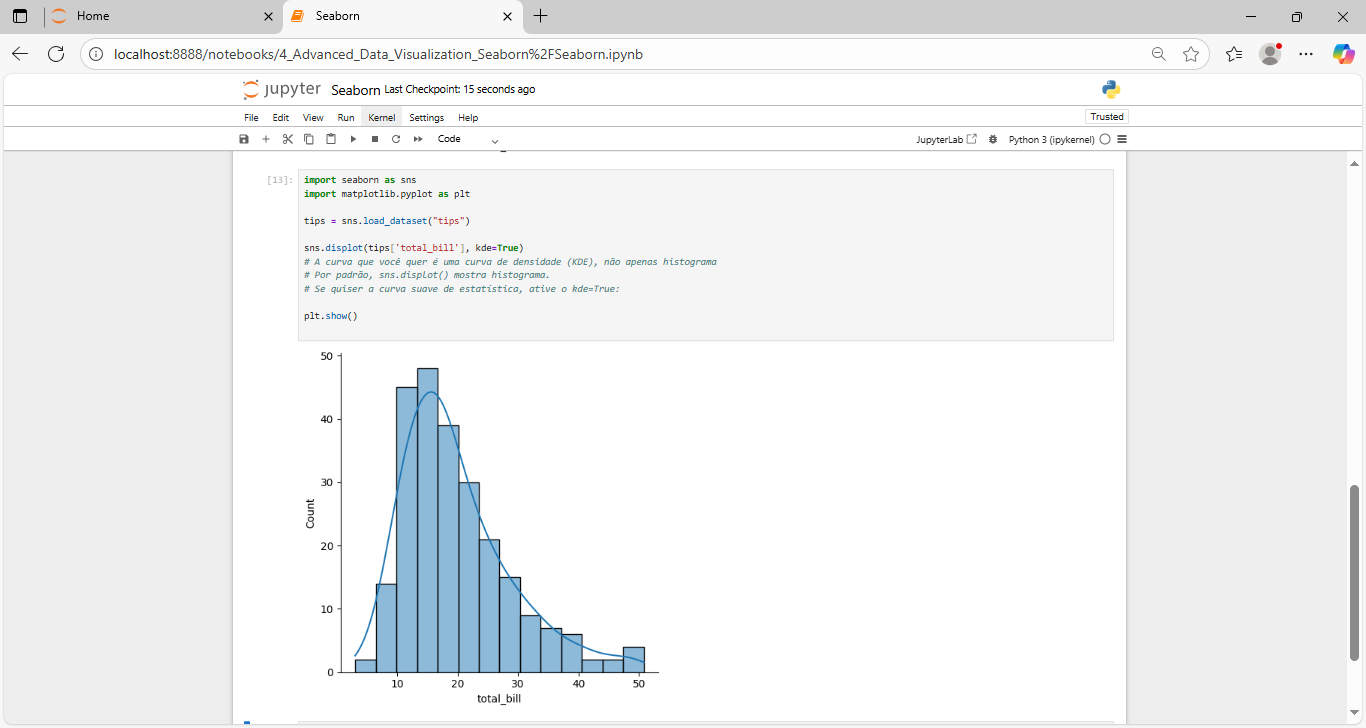 Home
Seaborn
localhost:8888/notebooks/4_Advanced_Data_Visualization_Seaborn%2FSeaborn.ipynb
jupyter Seaborn Last Checkpoint: 15 seconds ago
File Edit View Run Kernel Settings Help
Trusted
Code
JupyterLab
Python 3 (ipykernel)
[13]:
import seaborn as sns
import matplotlib.pyplot as plt
tips = sns.load_dataset("tips")
sns.displot(tips['total_bill'], kde=True)
# A curva que você quer é uma curva de densidade (KDE), não apenas histograma
# Por padrão, sns.displot() mostra histograma.
# Se quiser a curva suave de estatística, ative o kde=True:
plt.show()
50
40
30
20
10
0
Count
10 20 30 40 50
total_bill